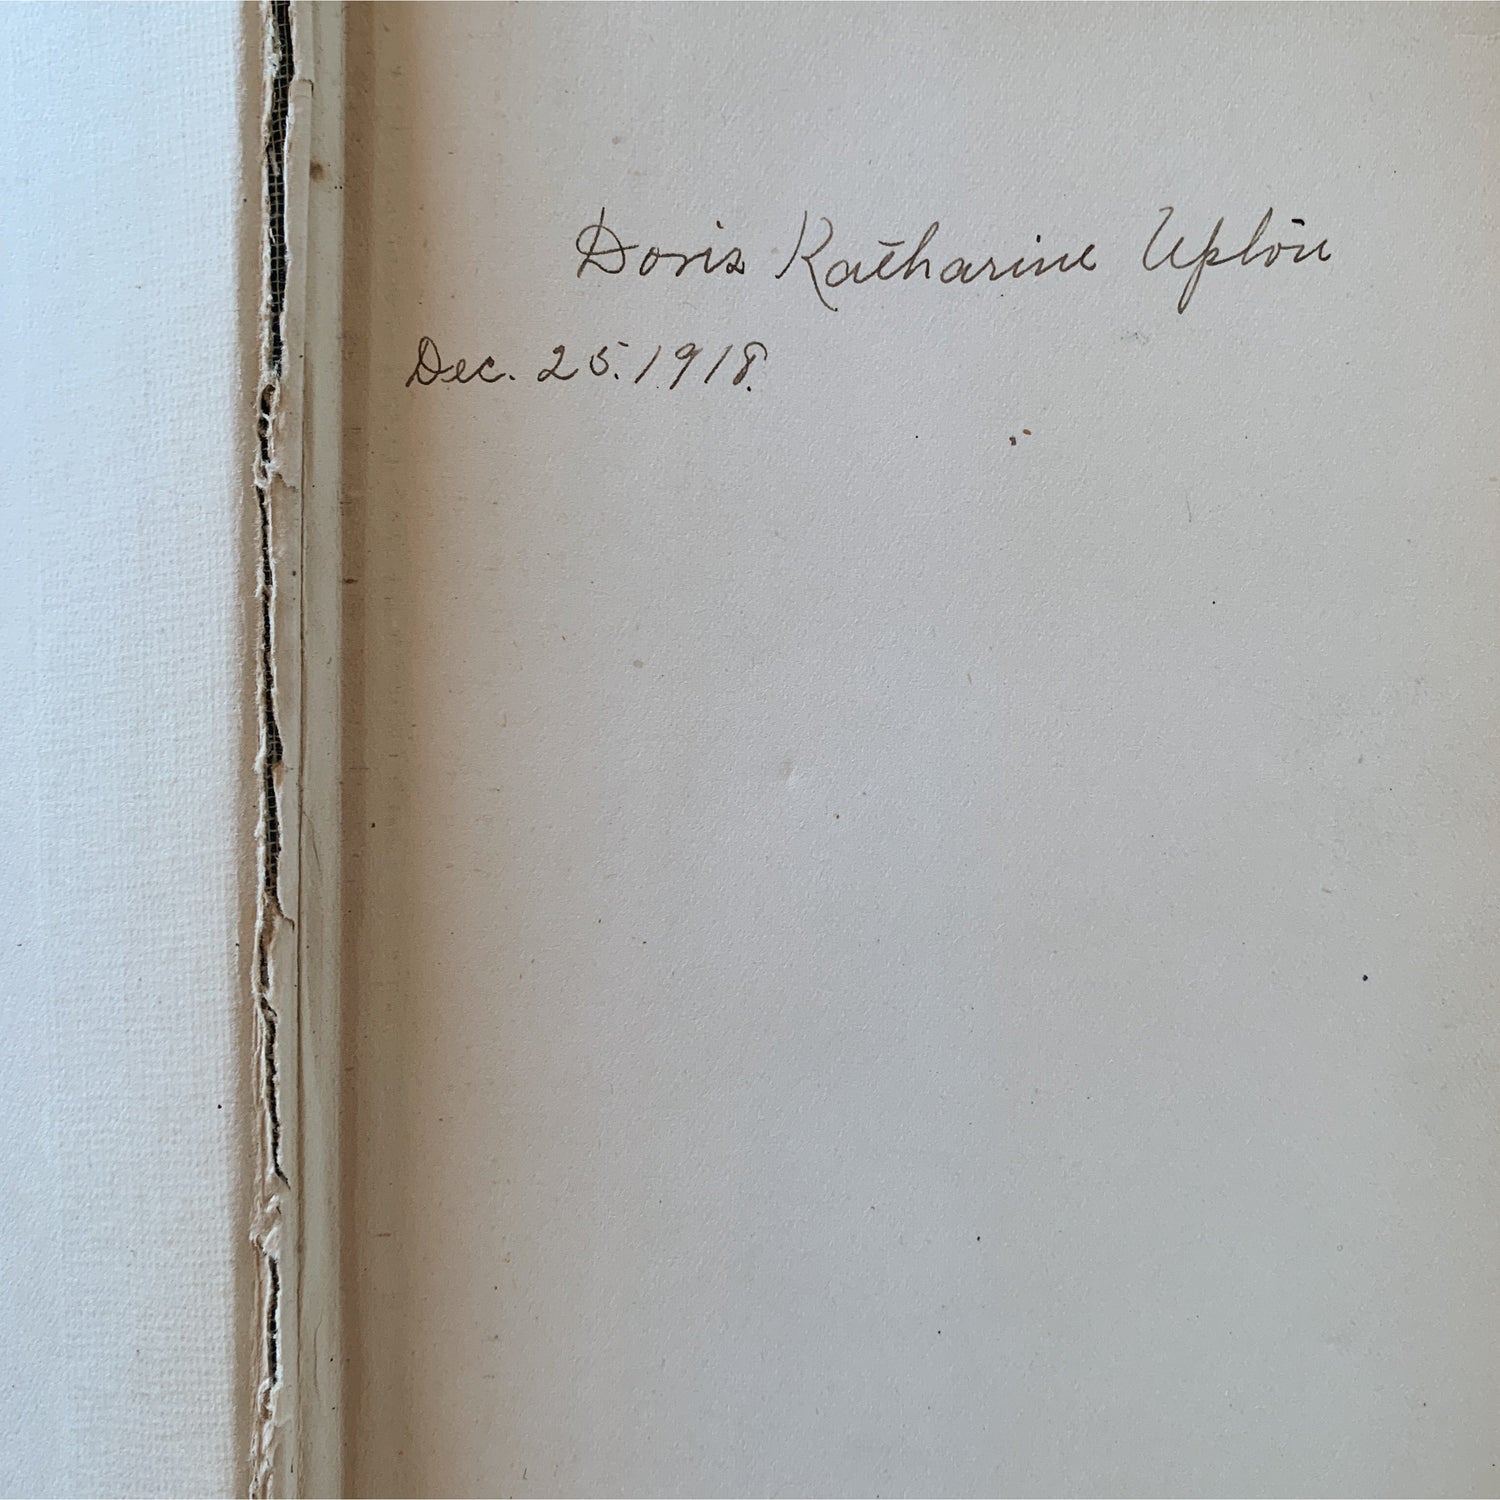 Doris Katharine Upton
Dec. 25. 1918.